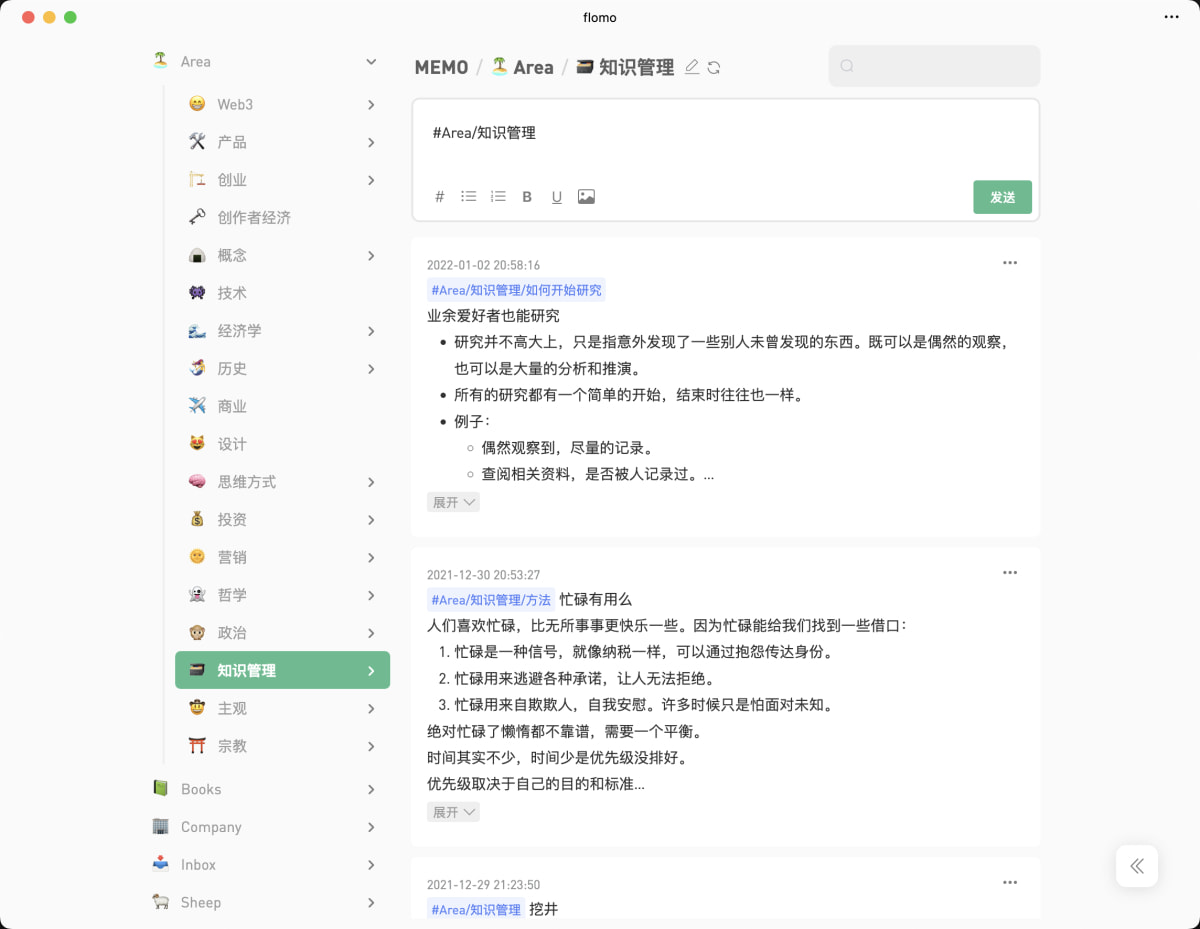 flomo
Area
Web3
产品
创业
创作者经济
概念
技术
经济学
历史
商业
设计
思维方式
投资
营销
哲学
政治
知识管理
主观
宗教
Books
Company
Inbox
Sheep
MEMO / Area / 知识管理
#Area/知识管理
# B U
发送
2022-01-02 20:58:16
#Area/知识管理/如何开始研究
业余爱好者也能研究
研究并不高大上，只是指意外发现了一些别人未曾发现的东西。既可以是偶然的观察，
也可以是大量的分析和推演。
所有的研究都有一个简单的开始，结束时往往也一样。
例子：
偶然观察到，尽量的记录。
查阅相关资料，是否被人记录过。...
展开
2021-12-30 20:53:27
#Area/知识管理/方法 忙碌有用么
人们喜欢忙碌，比无所事事更快乐一些。因为忙碌能给我们找到一些借口：
1. 忙碌是一种信号，就像纳税一样，可以通过抱怨传达身份。
2. 忙碌用来逃避各种承诺，让人无法拒绝。
3. 忙碌用来自欺欺人，自我安慰。许多时候只是怕面对未知。
绝对忙碌了懒惰都不靠谱，需要一个平衡。
时间其实不少，时间少是优先级没排好。
优先级取决于自己的目的和标准...
展开
2021-12-29 21:23:50
#Area/知识管理 挖井